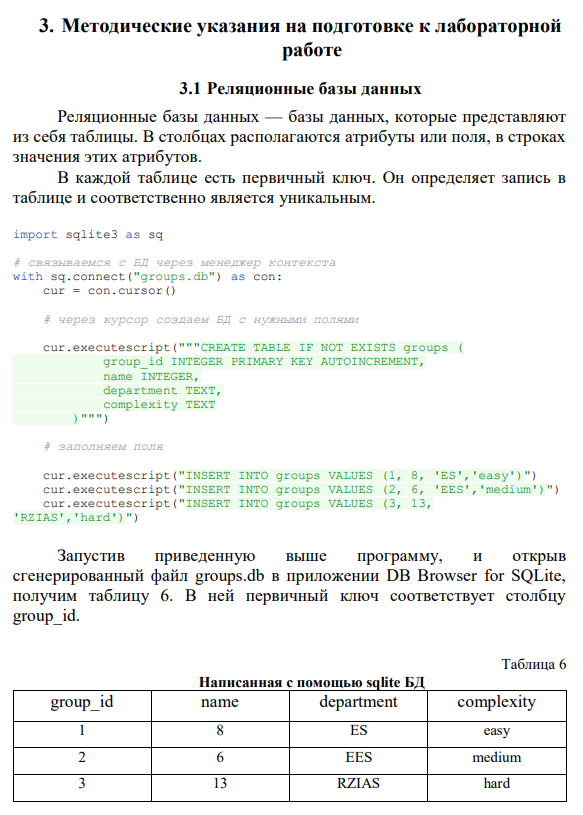 3. Методические указания на подготовке к лабораторной
работе
3.1 Реляционные базы данных
Реляционные базы данных — базы данных, которые представляют
из себя таблицы. В столбцах располагаются атрибуты или поля, в строках
значения этих атрибутов.
В каждой таблице есть первичный ключ. Он определяет запись в
таблице и соответственно является уникальным.
import sqlite3 as sq
# связываемся с БД через менеджер контекста
with sq.connect("groups.db") as con:
    cur = con.cursor()
    # через курсор создаем БД с нужными полями
    cur.executescript("""CREATE TABLE IF NOT EXISTS groups (
            group_id INTEGER PRIMARY KEY AUTOINCREMENT,
            name INTEGER,
            department TEXT,
            complexity TEXT
        )""")
    # заполняем поля
    cur.executescript("INSERT INTO groups VALUES (1, 8, 'ES','easy')")
    cur.executescript("INSERT INTO groups VALUES (2, 6, 'EES','medium')")
    cur.executescript("INSERT INTO groups VALUES (3, 13,
'RZIAS','hard')")
Запустив приведенную выше программу, и открыв
сгенерированный файл groups.db в приложении DB Browser for SQLite,
получим таблицу 6. В ней первичный ключ соответствует столбцу
group_id.
Таблица 6
Написанная с помощью sqlite БД
group_id name department complexity
1 8 ES easy
2 6 EES medium
3 13 RZIAS hard